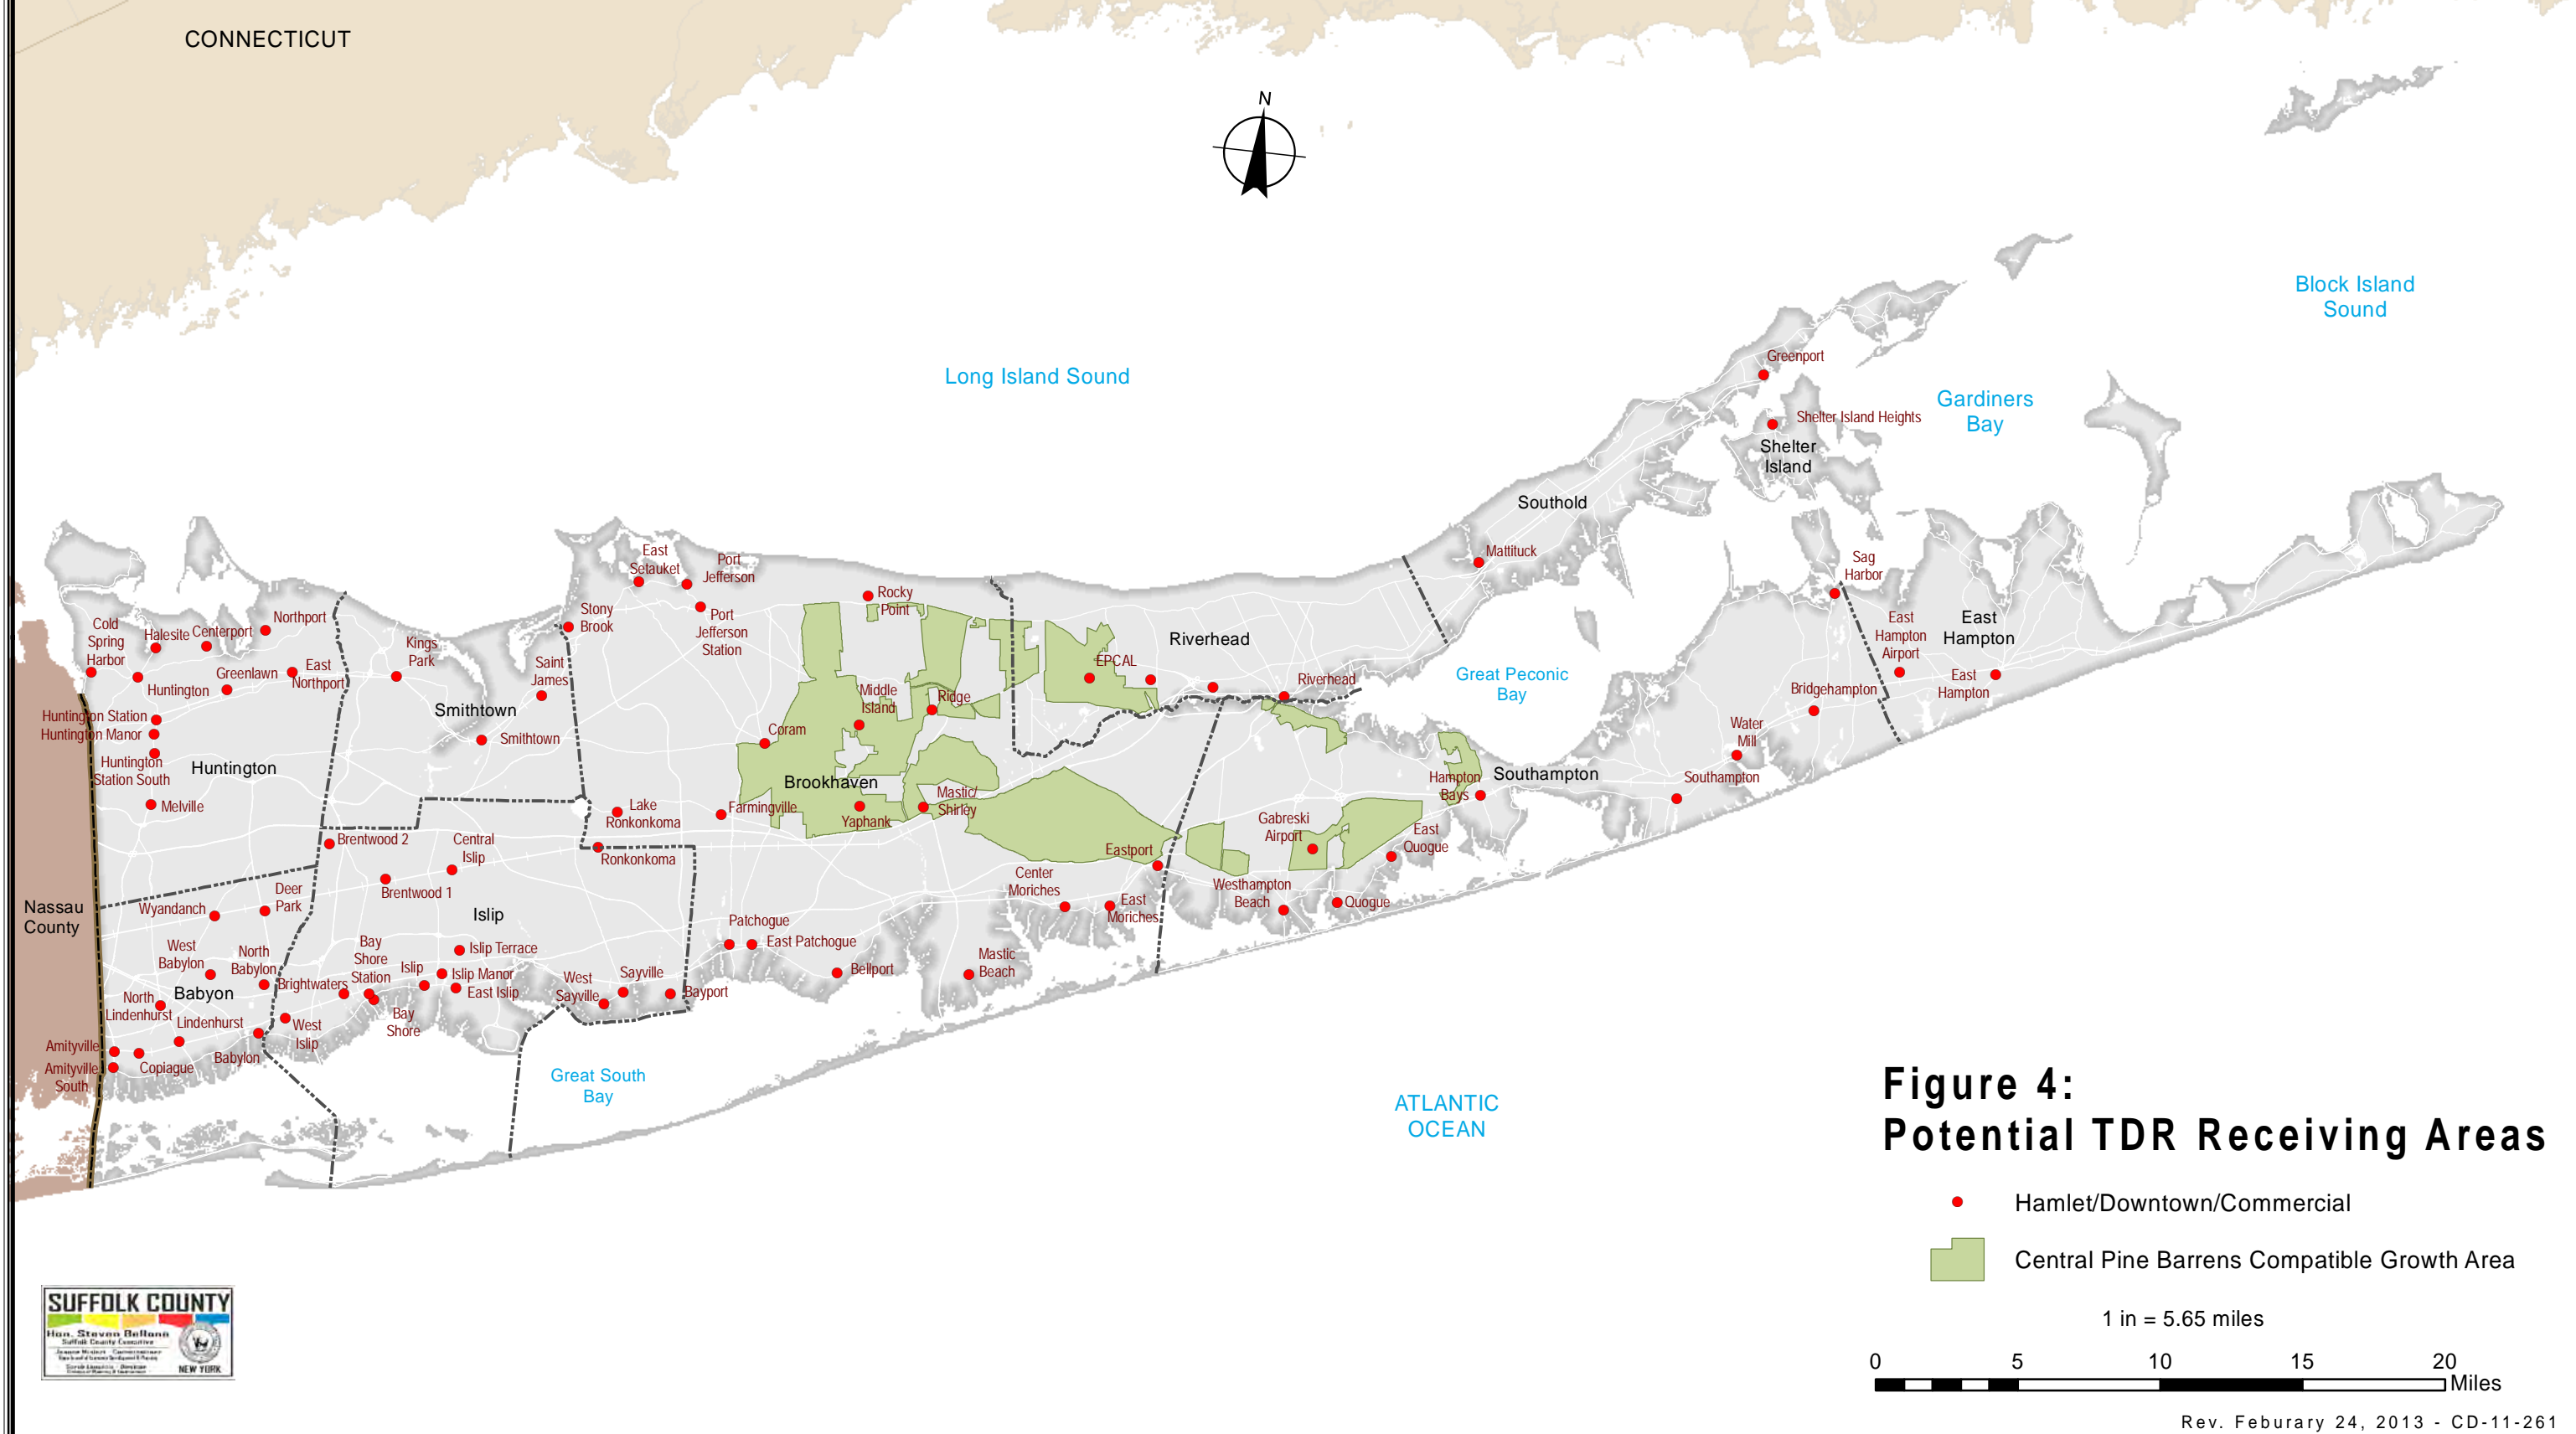 CONNECTICUT
N
Block Island
Sound
Long Island Sound
Greenport
Gardiners
Bay
Shelter Island Heights
Shelter
Island
Southold
Mattituck
East
Setauket
Port
Jefferson
Sag
Harbor
Rocky
Point
Stony
Brook
Port
Jefferson
Station
Northport
Cold
Spring
Harbor
Halesite
Centerport
Kings
Park
Saint
James
Riverhead
East
Hampton
Airport
East
Hampton
EPCAL
Riverhead
Great Peconic
Bay
Greenlawn
East
Northport
Huntington
East
Hampton
Bridgehampton
Middle
Island
Ridge
Smithtown
Huntington Station
Huntington Manor
Smithtown
Coram
Water
Mill
Huntington
Station South
Huntington
Brookhaven
Hampton
Bays
Southampton
Southampton
Melville
Lake
Ronkonkoma
Farmingville
Mastic/
Shirley
Yaphank
Gabreski
Airport
East
Quogue
Brentwood 2
Central
Islip
Ronkonkoma
Eastport
Brentwood 1
Center
Moriches
Westhampton
Beach
Quogue
Deer
Park
Wyandanch
Nassau
County
Islip
East
Moriches
Patchogue
East Patchogue
West
Babylon
North
Babylon
Bay
Shore
Station
Islip Terrace
Islip
Islip Manor
East Islip
Mastic
Beach
Bellport
West
Sayville
Sayville
Bayport
Brightwaters
Babyon
North
Lindenhurst
Lindenhurst
Bay
Shore
West
Islip
Amityville
Babylon
Amityville
South
Copiague
Great South
Bay
ATLANTIC
OCEAN
Figure 4:
Potential TDR Receiving Areas
Hamlet/Downtown/Commercial
Central Pine Barrens Compatible Growth Area
1 in = 5.65 miles
0 5 10 15 20
Miles
Rev. Feburary 24, 2013 - CD-11-261
SUFFOLK COUNTY
Hon. Steven Bellone
Suffolk County Executive
NEW YORK